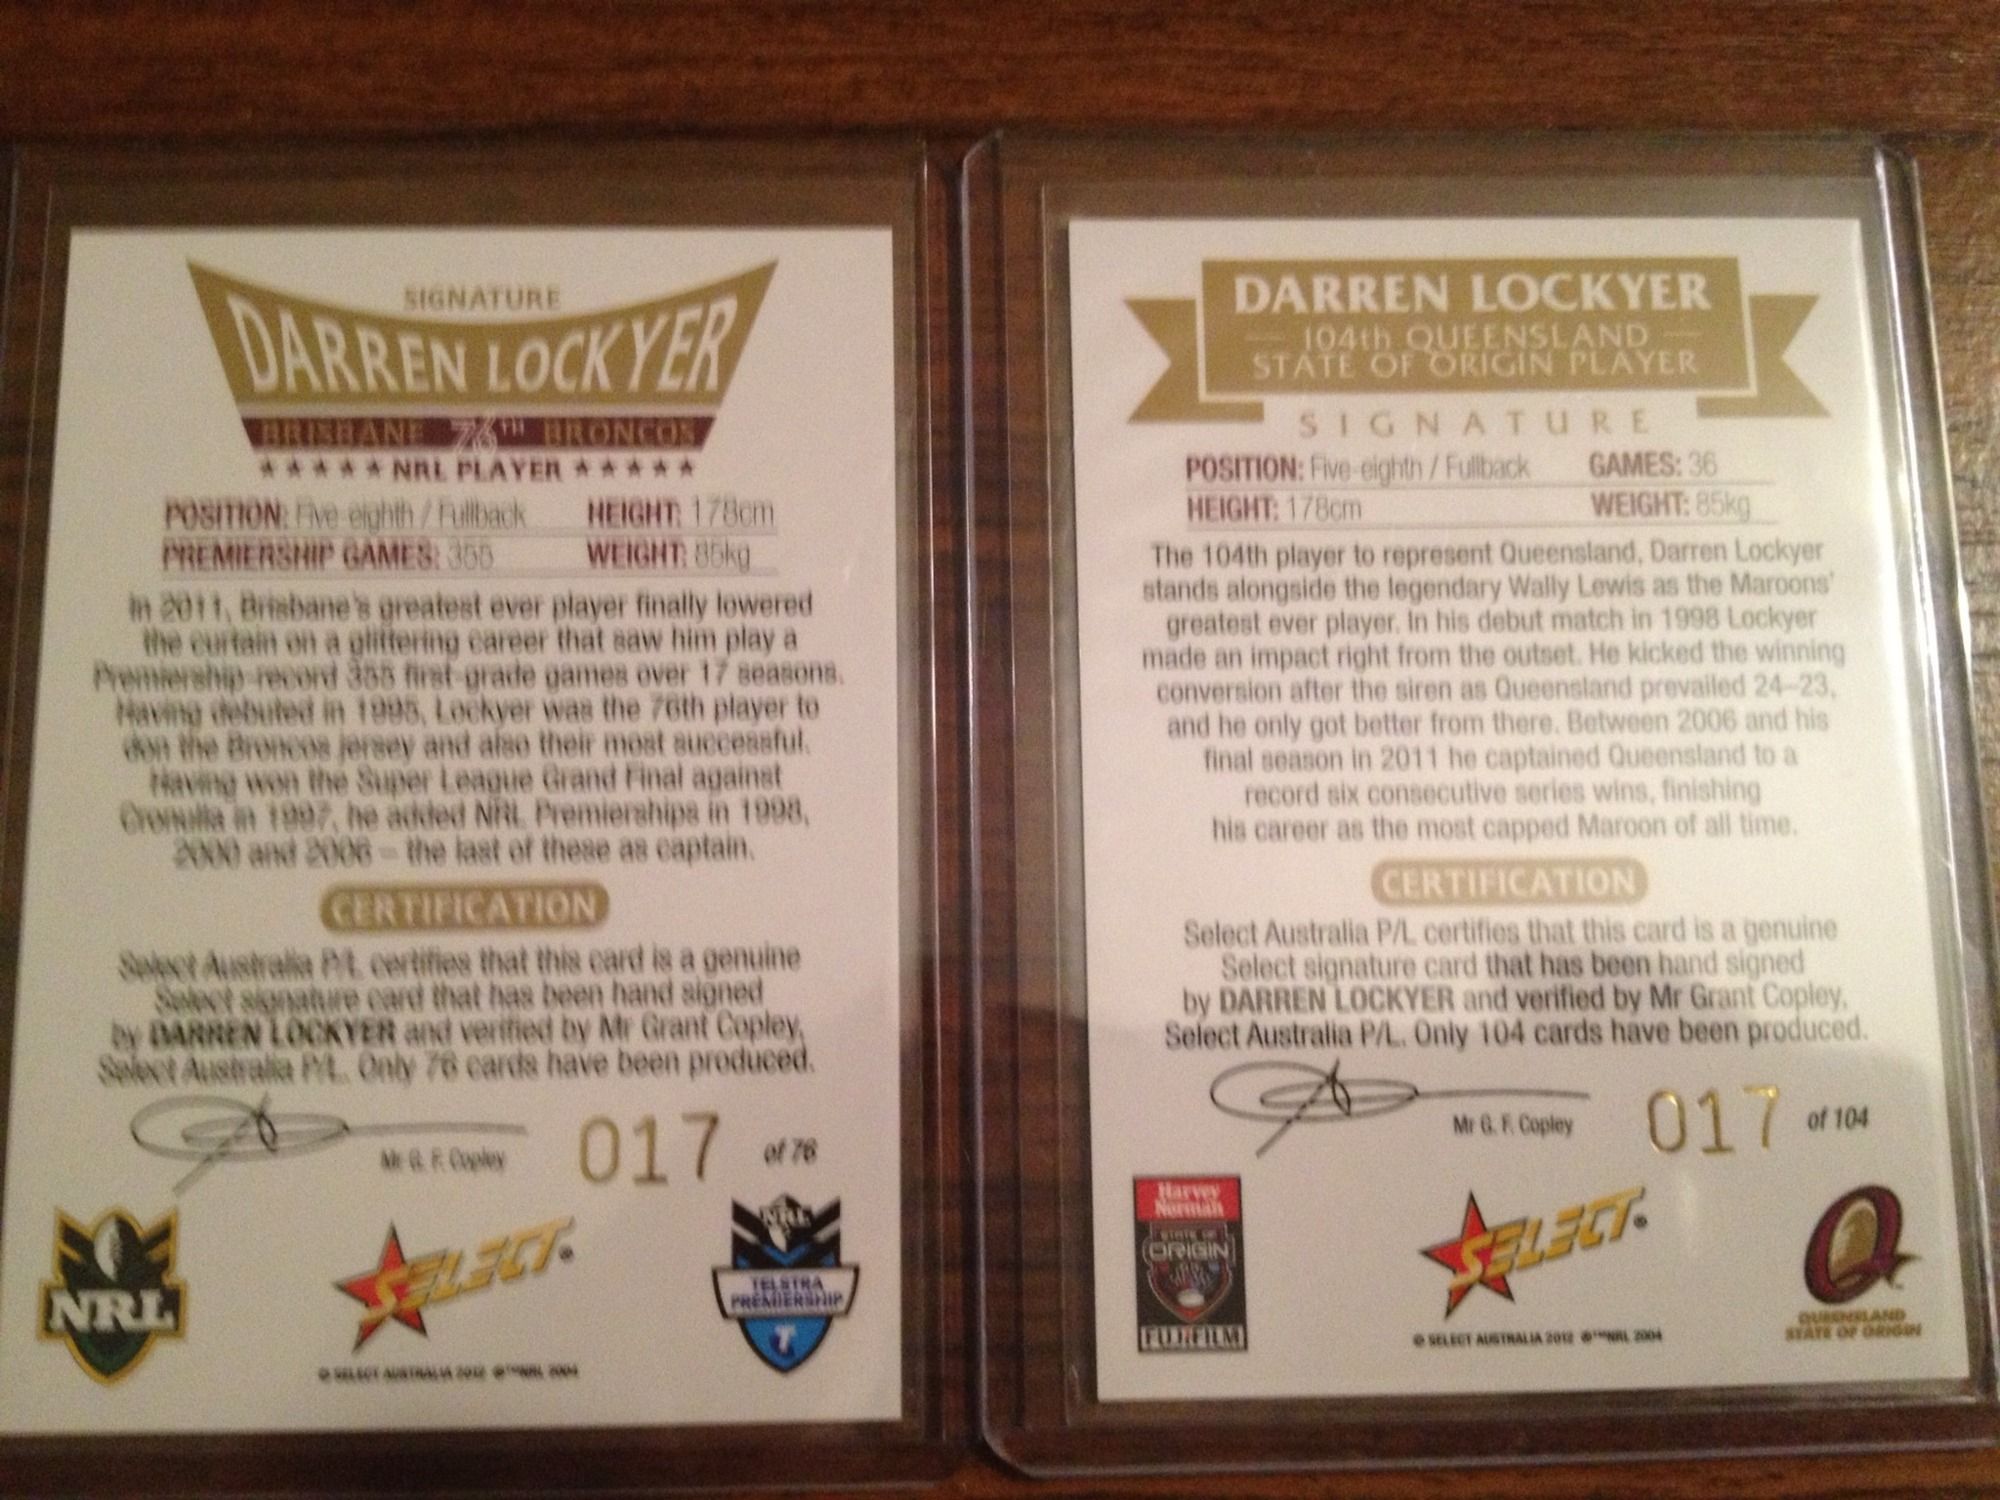 SIGNATURE
DARREN LOCKYER
BRISBANE 76TH BRONCOS
★★★★★ NRL PLAYER ★★★★★
POSITION: Five-eighth / Fullback HEIGHT: 178cm
PREMIERSHIP GAMES: 355 WEIGHT: 85kg
In 2011, Brisbane's greatest ever player finally lowered
the curtain on a glittering career that saw him play a
Premiership-record 355 first-grade games over 17 seasons.
Having debuted in 1995, Lockyer was the 76th player to
don the Broncos jersey and also their most successful.
Having won the Super League Grand Final against
Cronulla in 1997, he added NRL Premierships in 1998,
2000 and 2006 – the last of these as captain.
CERTIFICATION
Select Australia P/L certifies that this card is a genuine
Select signature card that has been hand signed
by DARREN LOCKYER and verified by Mr Grant Copley,
Select Australia P/L. Only 76 cards have been produced.
Mr G. F. Copley 017 of 76
NRL
SELECT®
NRL
TELSTRA
PREMIERSHIP
T
© SELECT AUSTRALIA 2012 ®™NRL 2004
DARREN LOCKYER
104th QUEENSLAND
STATE OF ORIGIN PLAYER
SIGNATURE
POSITION: Five-eighth / Fullback GAMES: 36
HEIGHT: 178cm WEIGHT: 85kg
The 104th player to represent Queensland, Darren Lockyer
stands alongside the legendary Wally Lewis as the Maroons'
greatest ever player. In his debut match in 1998 Lockyer
made an impact right from the outset. He kicked the winning
conversion after the siren as Queensland prevailed 24–23,
and he only got better from there. Between 2006 and his
final season in 2011 he captained Queensland to a
record six consecutive series wins, finishing
his career as the most capped Maroon of all time.
CERTIFICATION
Select Australia P/L certifies that this card is a genuine
Select signature card that has been hand signed
by DARREN LOCKYER and verified by Mr Grant Copley,
Select Australia P/L. Only 104 cards have been produced.
Mr G. F. Copley 017 of 104
Harvey
Norman
STATE OF
ORIGIN
FUJIFILM
SELECT®
© SELECT AUSTRALIA 2012 ®™NRL 2004
Q™
QUEENSLAND
STATE OF ORIGIN